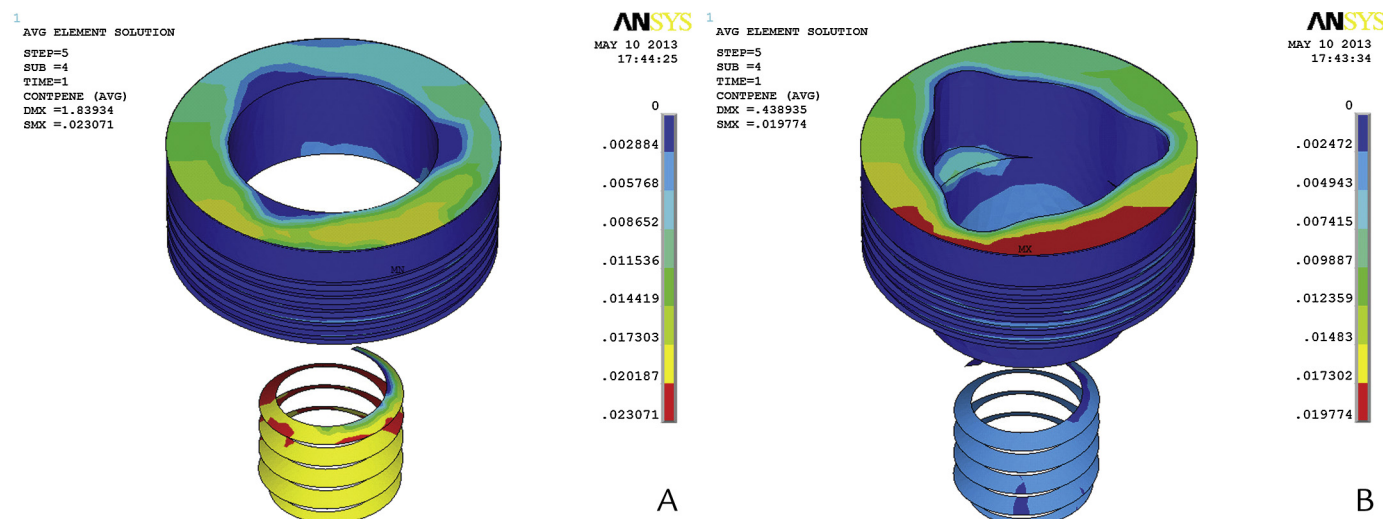 1
AVG ELEMENT SOLUTION
STEP=5
SUB =4
TIME=1
CONTPENE (AVG)
DMX =1.83934
SMX =.023071
ANSYS
MAY 10 2013
17:44:25
0
.002884
.005768
.008652
.011536
.014419
.017303
.020187
.023071
MN
A
1
AVG ELEMENT SOLUTION
STEP=5
SUB =4
TIME=1
CONTPENE (AVG)
DMX =.438935
SMX =.019774
ANSYS
MAY 10 2013
17:43:34
0
.002472
.004943
.007415
.009887
.012359
.01483
.017302
.019774
MX
B